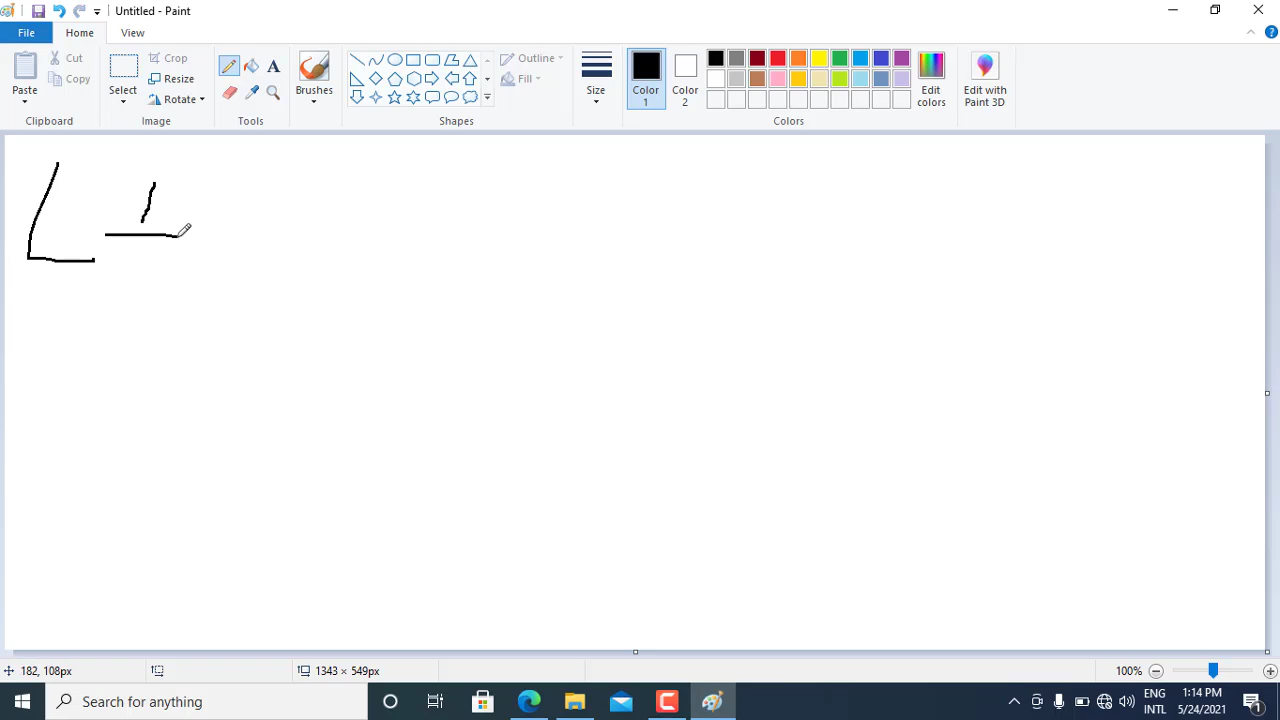 Untitled - Paint
File
Home
View
Paste
Cut
Copy
Clipboard
Select
Crop
Resize
Rotate
Image
Tools
Brushes
Outline
Fill
Shapes
Size
Color 1
Color 2
Edit colors
Edit with Paint 3D
Colors
L 1
182, 108px
1343 × 549px
100%
Search for anything
ENG
INTL
1:14 PM
5/24/2021
1